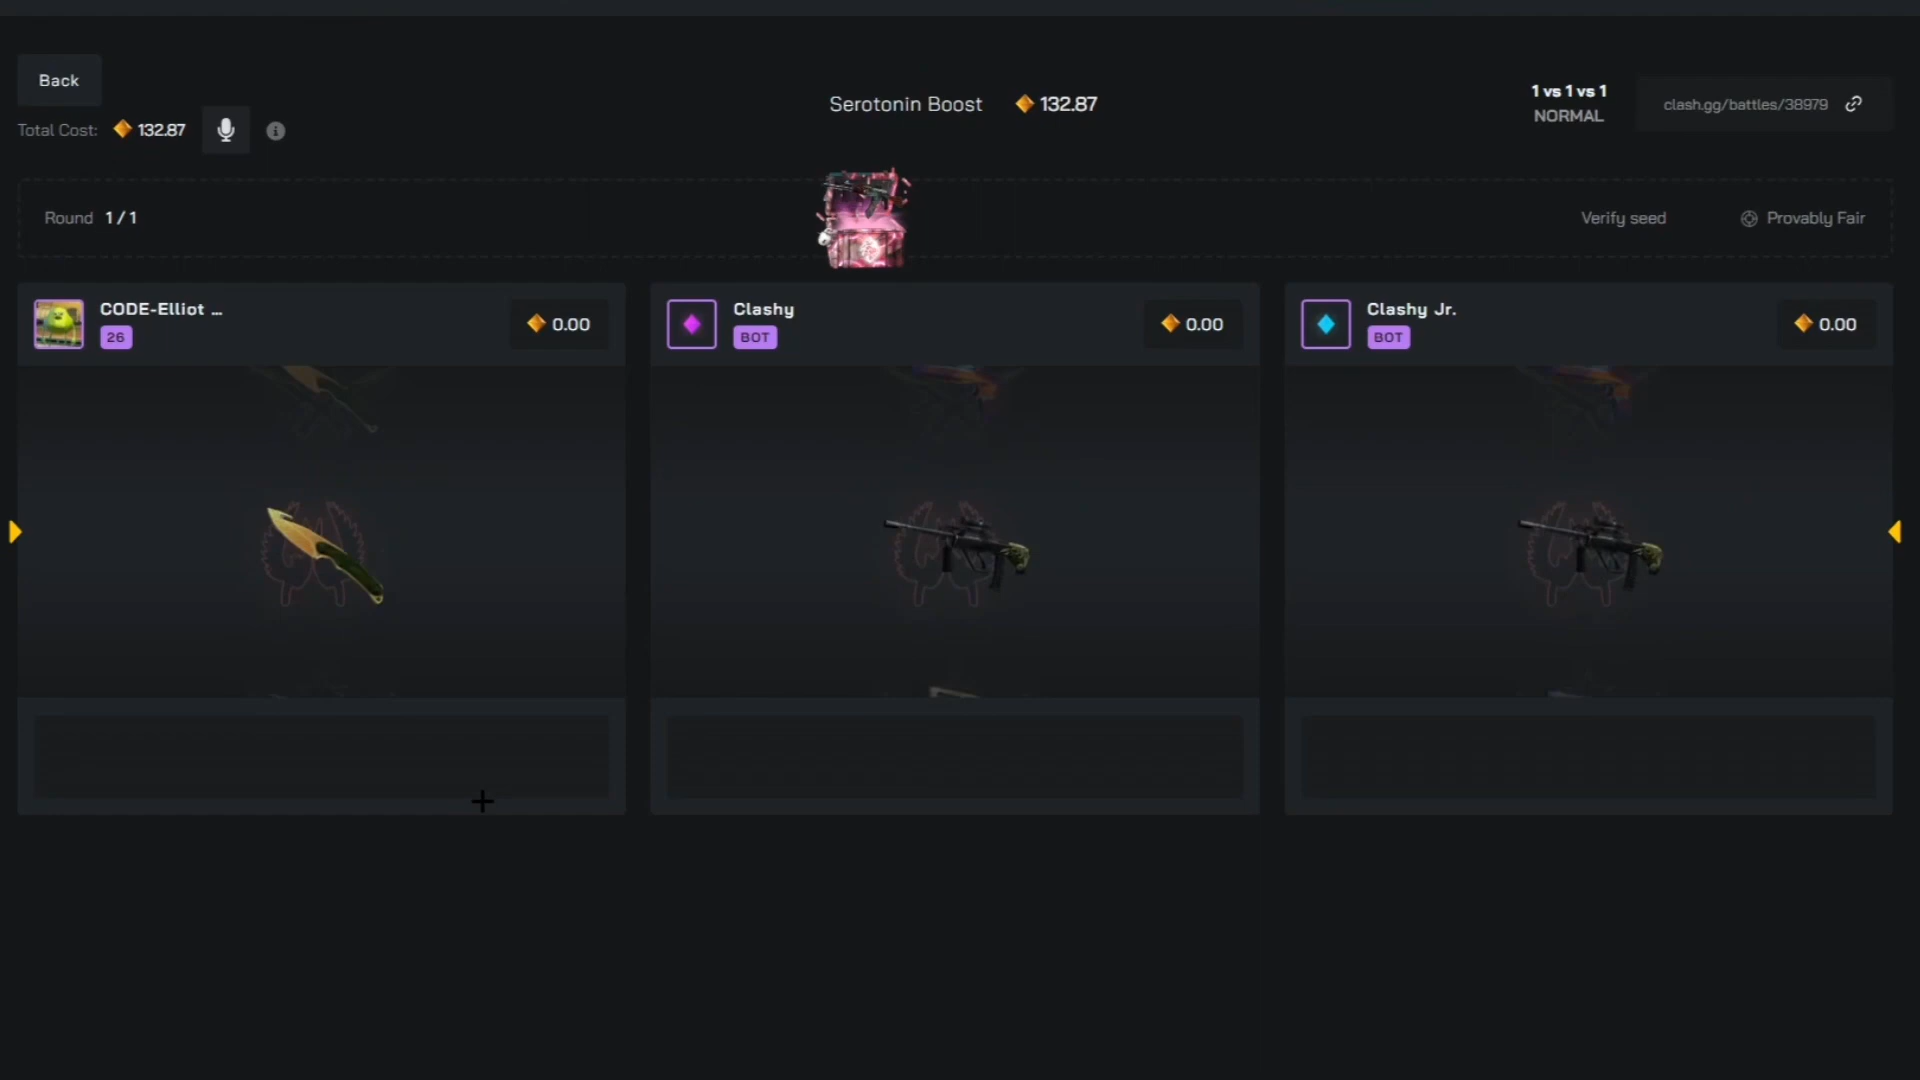 Back
Total Cost: 132.87
Serotonin Boost 132.87
1 vs 1 vs 1
NORMAL
clash.gg/battles/38979
Round 1 / 1
Verify seed
Provably Fair
CODE-Elliot ...
26
0.00
Clashy
BOT
0.00
Clashy Jr.
BOT
0.00